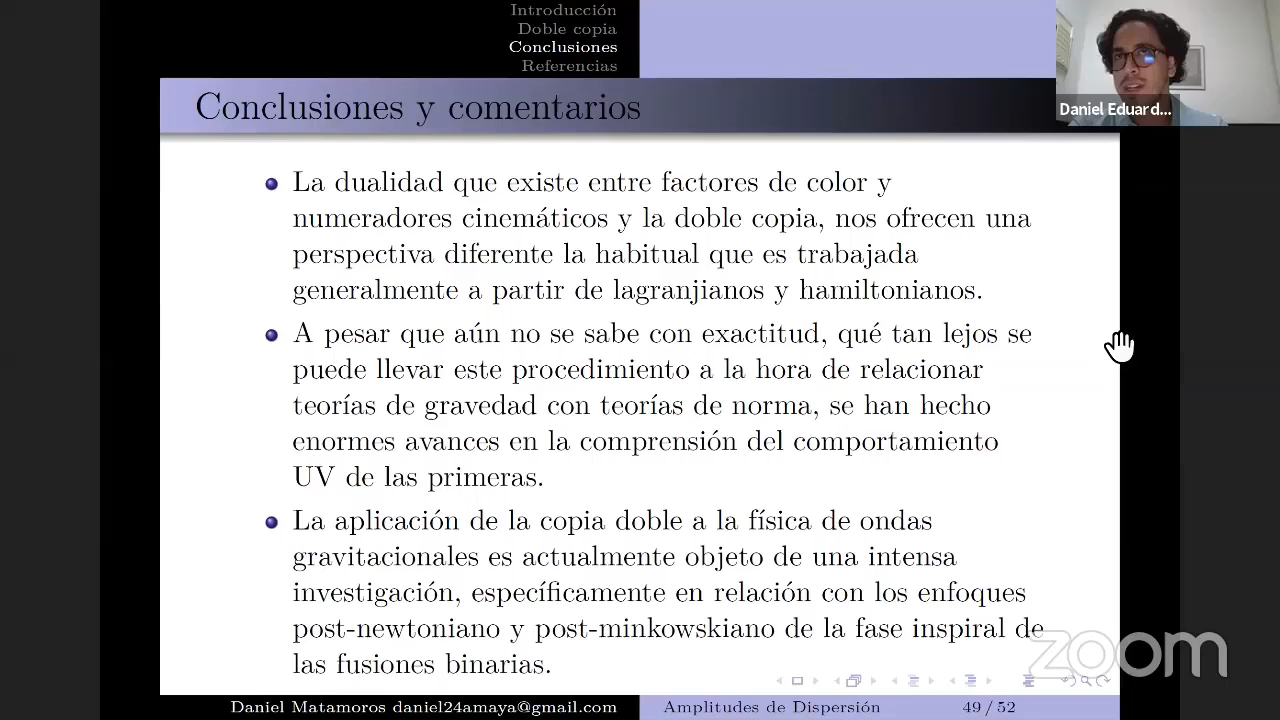 Introducción
Doble copia
Conclusiones
Referencias
Daniel Eduard...
Conclusiones y comentarios
La dualidad que existe entre factores de color y
numeradores cinemáticos y la doble copia, nos ofrecen una
perspectiva diferente la habitual que es trabajada
generalmente a partir de lagranjianos y hamiltonianos.
A pesar que aún no se sabe con exactitud, qué tan lejos se
puede llevar este procedimiento a la hora de relacionar
teorías de gravedad con teorías de norma, se han hecho
enormes avances en la comprensión del comportamiento
UV de las primeras.
La aplicación de la copia doble a la física de ondas
gravitacionales es actualmente objeto de una intensa
investigación, específicamente en relación con los enfoques
post-newtoniano y post-minkowskiano de la fase inspiral de
las fusiones binarias.
zoom
Daniel Matamoros daniel24amaya@gmail.com
Amplitudes de Dispersión
49 / 52